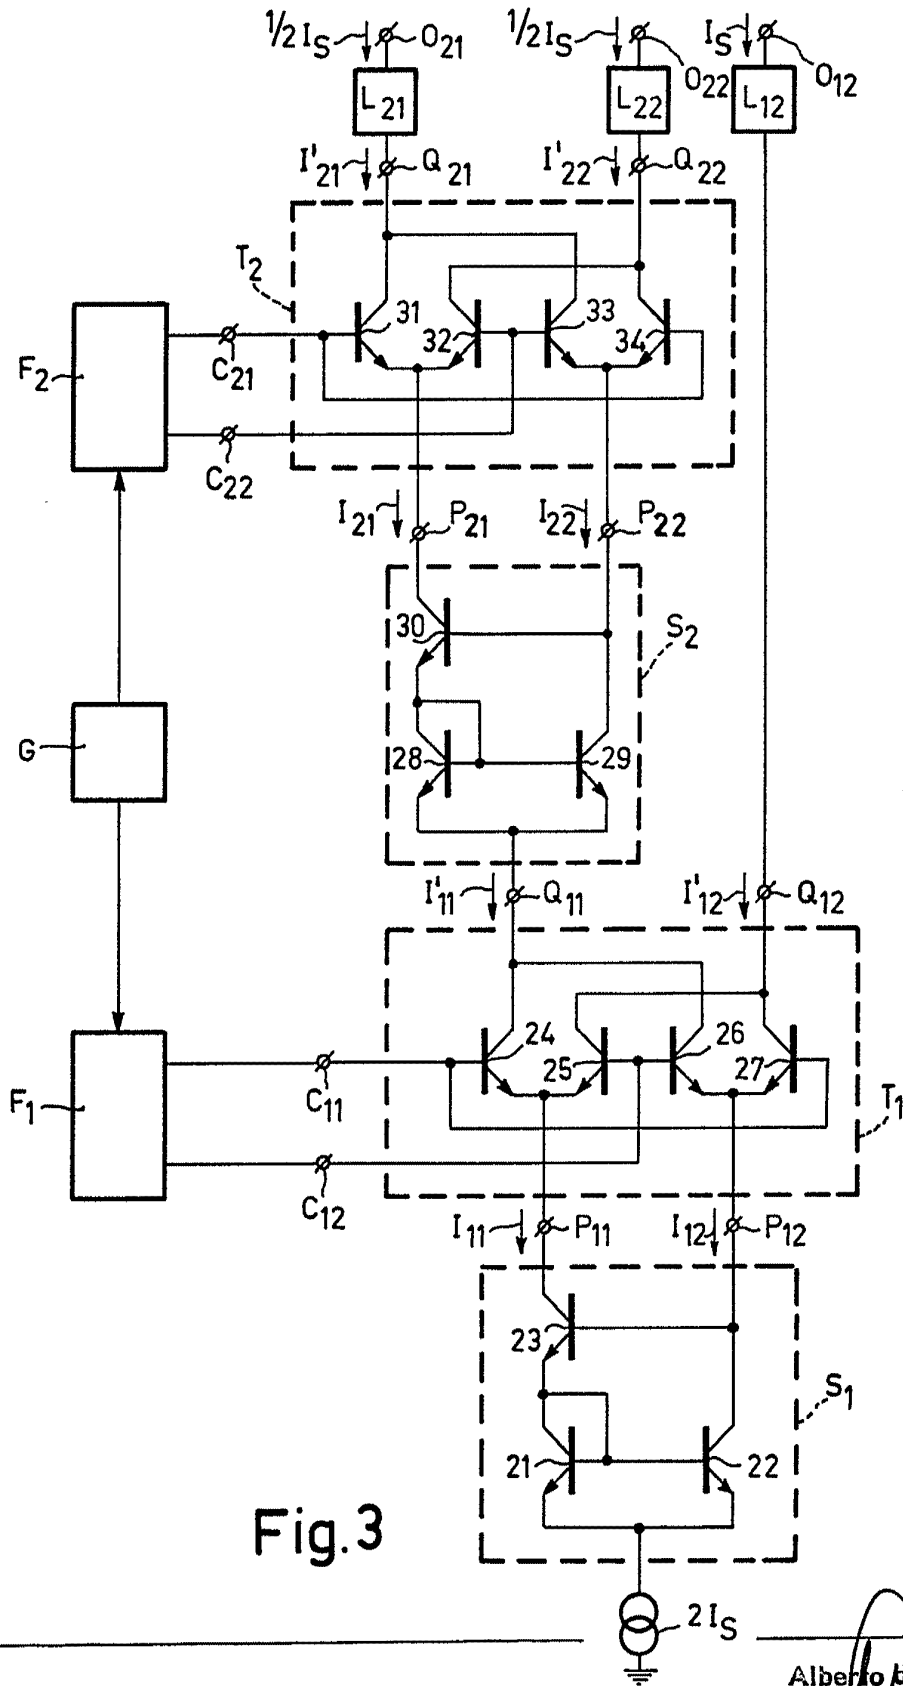 ½ I_S O_21 ½ I_S O_22 I_S O_12
L_21 L_22 L_12
I'_21 Q_21 I'_22 Q_22
T_2
31 32 33 34
F_2 C_21
C_22
I_21 P_21 I_22 P_22
30 S_2
G 28 29
I'_11 Q_11 I'_12 Q_12
24 25 26 27
F_1 C_11 T_1
C_12
I_11 P_11 I_12 P_12
23
S_1
21 22
Fig.3
2I_S
Alberto